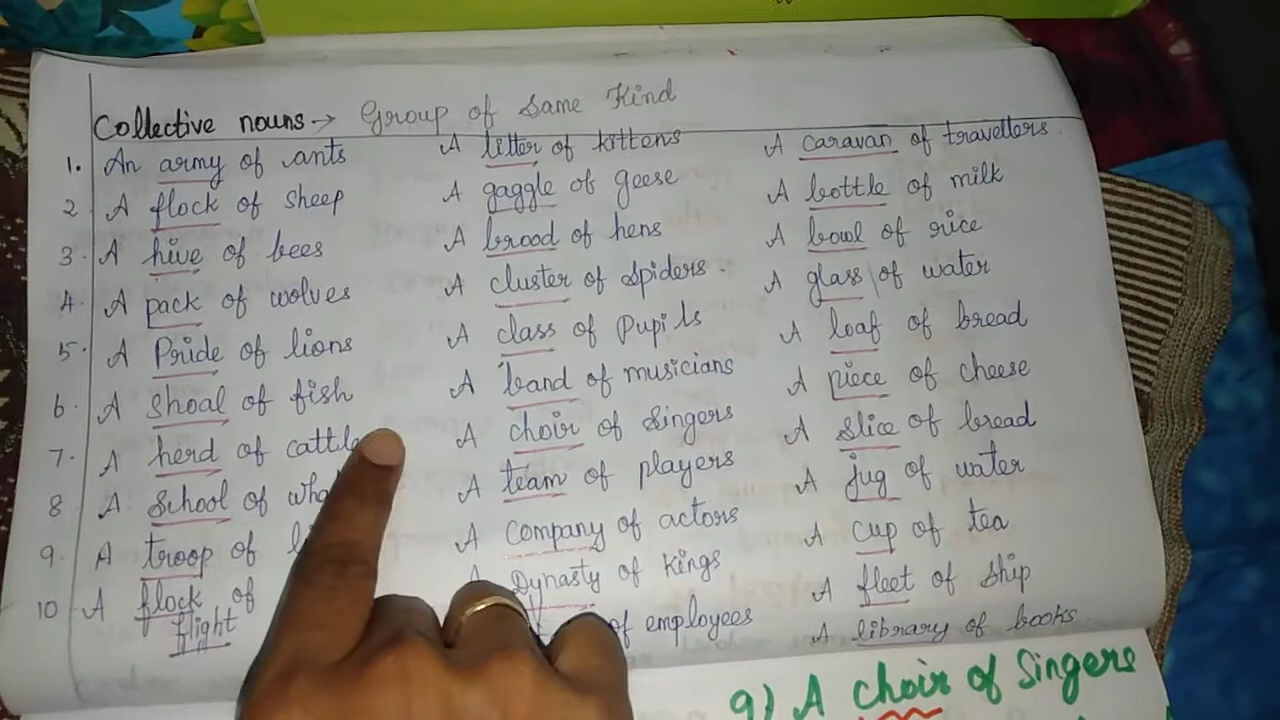 Collective nouns → Group of Same Kind
1. An army of ants
2 A flock of sheep
3. A hive of bees
4. A pack of wolves
5. A Pride of lions
6. A shoal of fish
7. A herd of cattle
8 A School of
9. A troop of
10 A flock of
flight
A litter of kittens
A gaggle of geese
A brood of hens
A cluster of spiders.
A class of Pupils
A band of musicians
A choir of singers
A team of players
A company of actors
A Dynasty of kings
of employees
A caravan of travellers.
A bottle of milk
A bowl of rice
A glass of water
A loaf of bread
A piece of cheese
A slice of bread
A jug of water
A cup of tea
A fleet of ship
A library of books
9) A choir of Singers